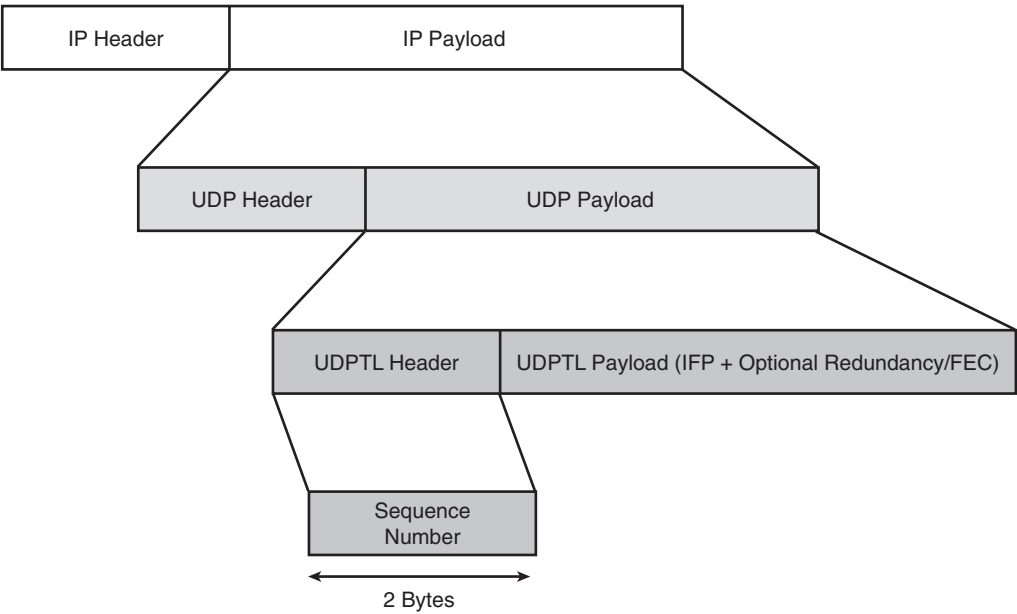 IP Header
IP Payload
UDP Header
UDP Payload
UDPTL Header
UDPTL Payload (IFP + Optional Redundancy/FEC)
Sequence
Number
2 Bytes